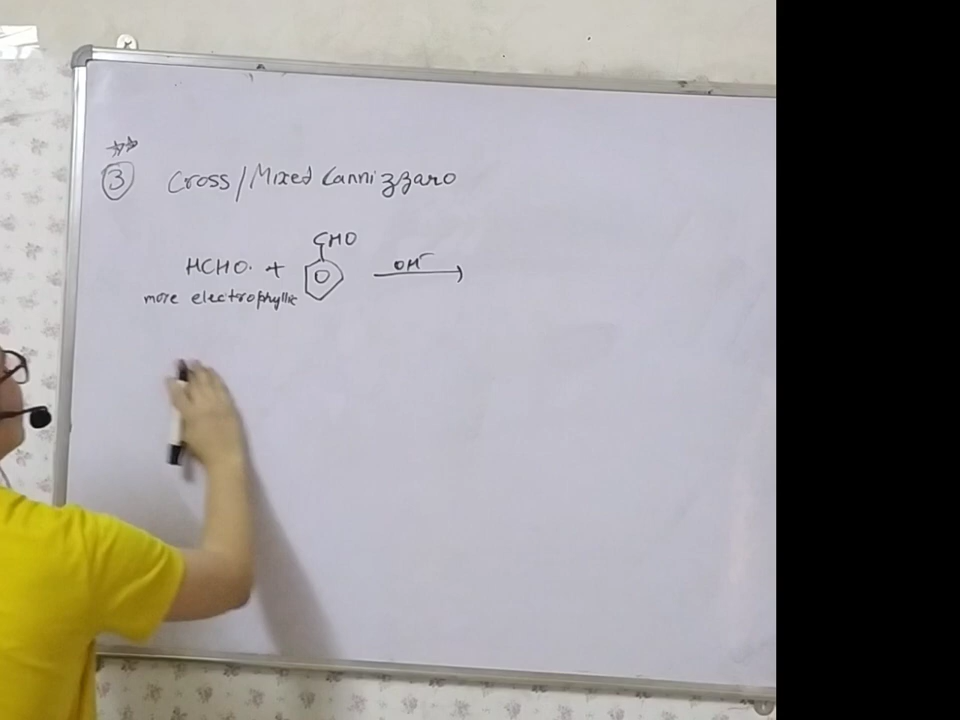 3 Cross/Mixed Cannizzaro
CHO
HCHO. + OH⁻
more electrophyllic